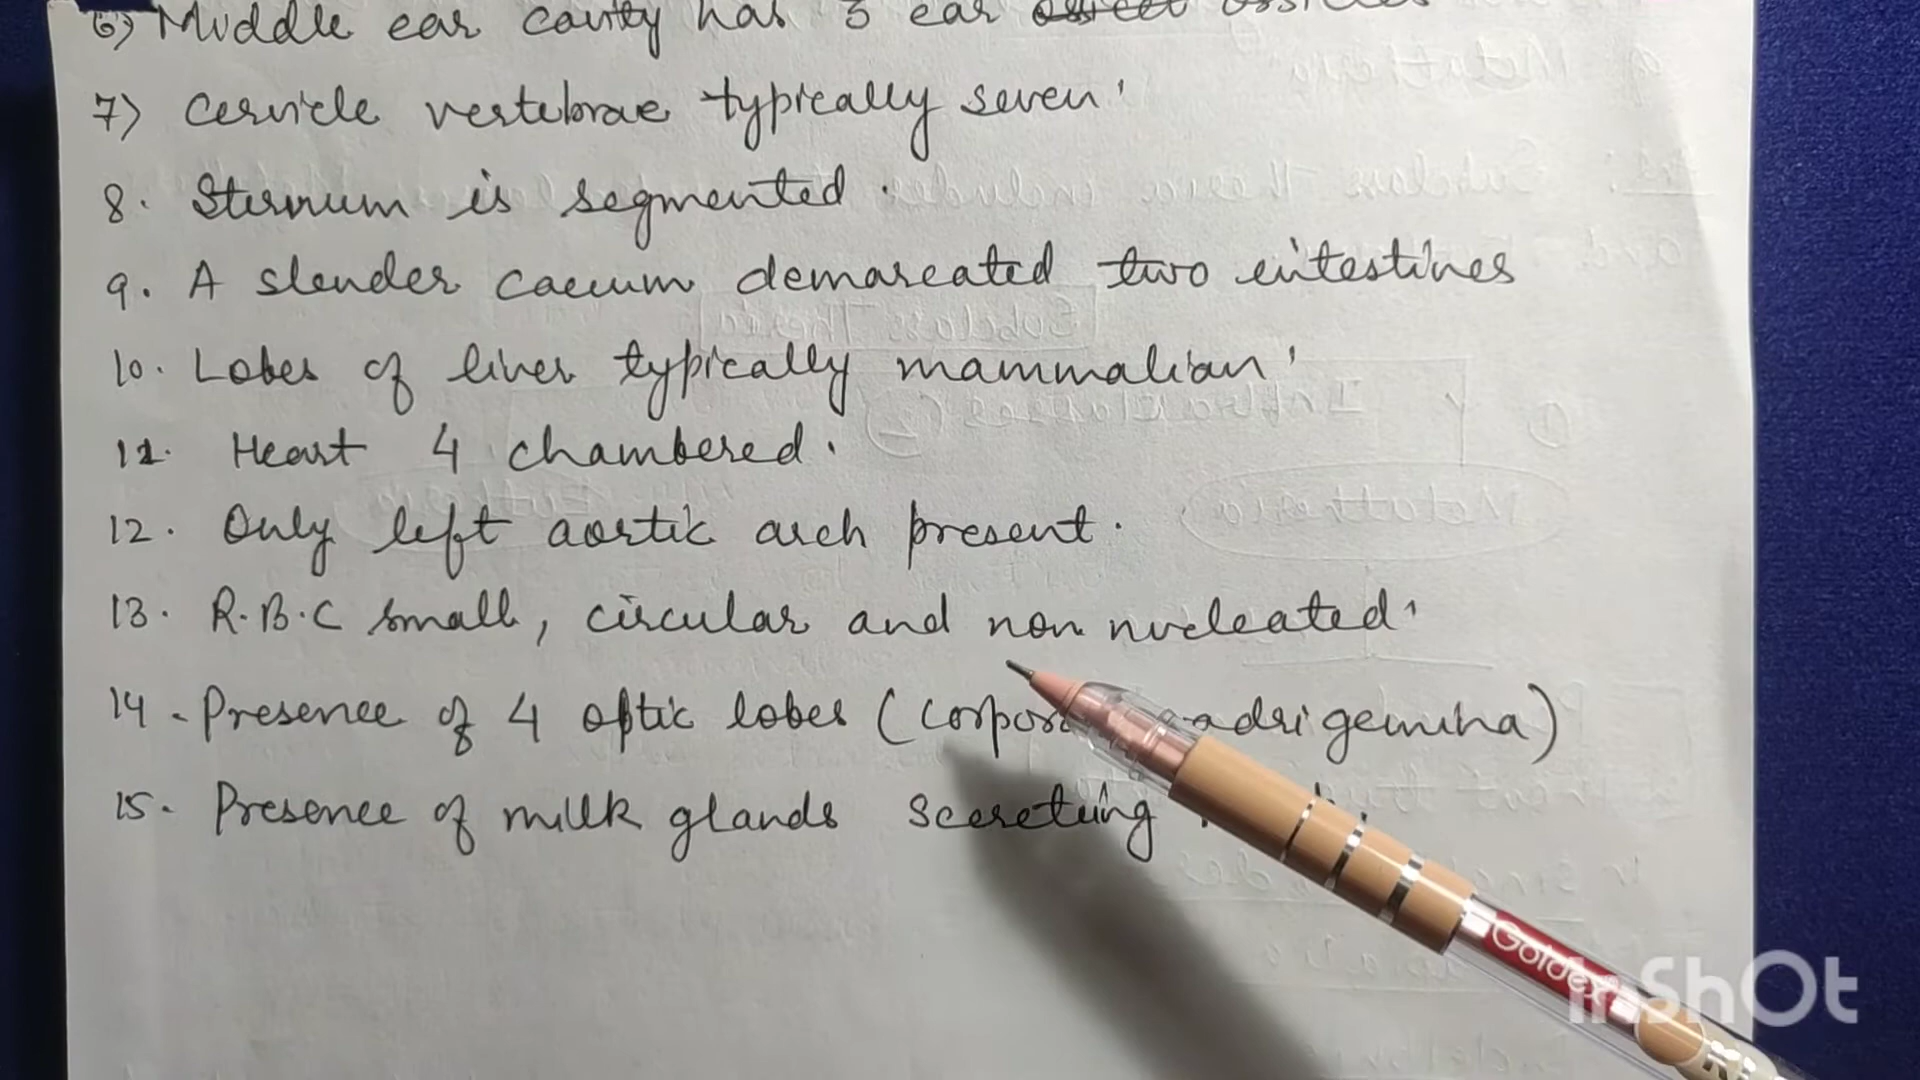 6) Middle ear cavity has 3 ear ossicles
7) Cervicle vertebrae typically seven.
8. Sternum is segmented.
9. A slender caecum demarcated two intestines
10. Lobes of liver typically mammalian.
11. Heart 4 chambered.
12. Only left aortic arch present.
13. R.B.C small, circular and non nucleated.
14. Presence of 4 optic lobes (corpora adrigemina)
15. Presence of milk glands secreting
Golden
InShOt